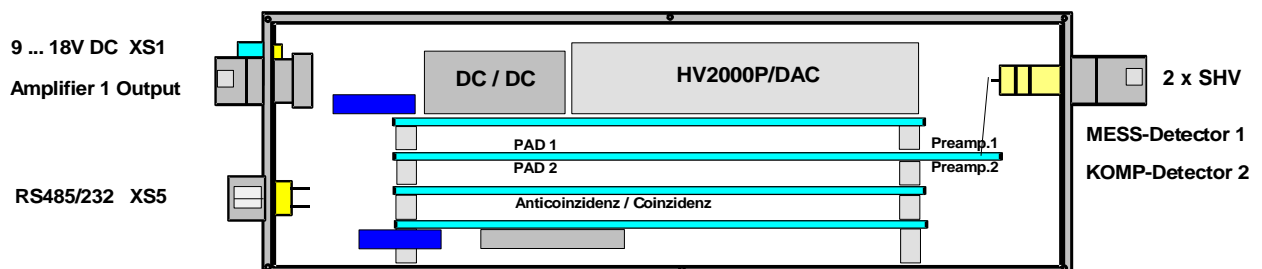 9 ... 18V DC  XS1
Amplifier 1 Output
RS485/232   XS5
DC / DC
HV2000P/DAC
PAD 1
Preamp.1
PAD 2
Preamp.2
Anticoinzidenz / Coinzidenz
2 x SHV
MESS-Detector 1
KOMP-Detector 2